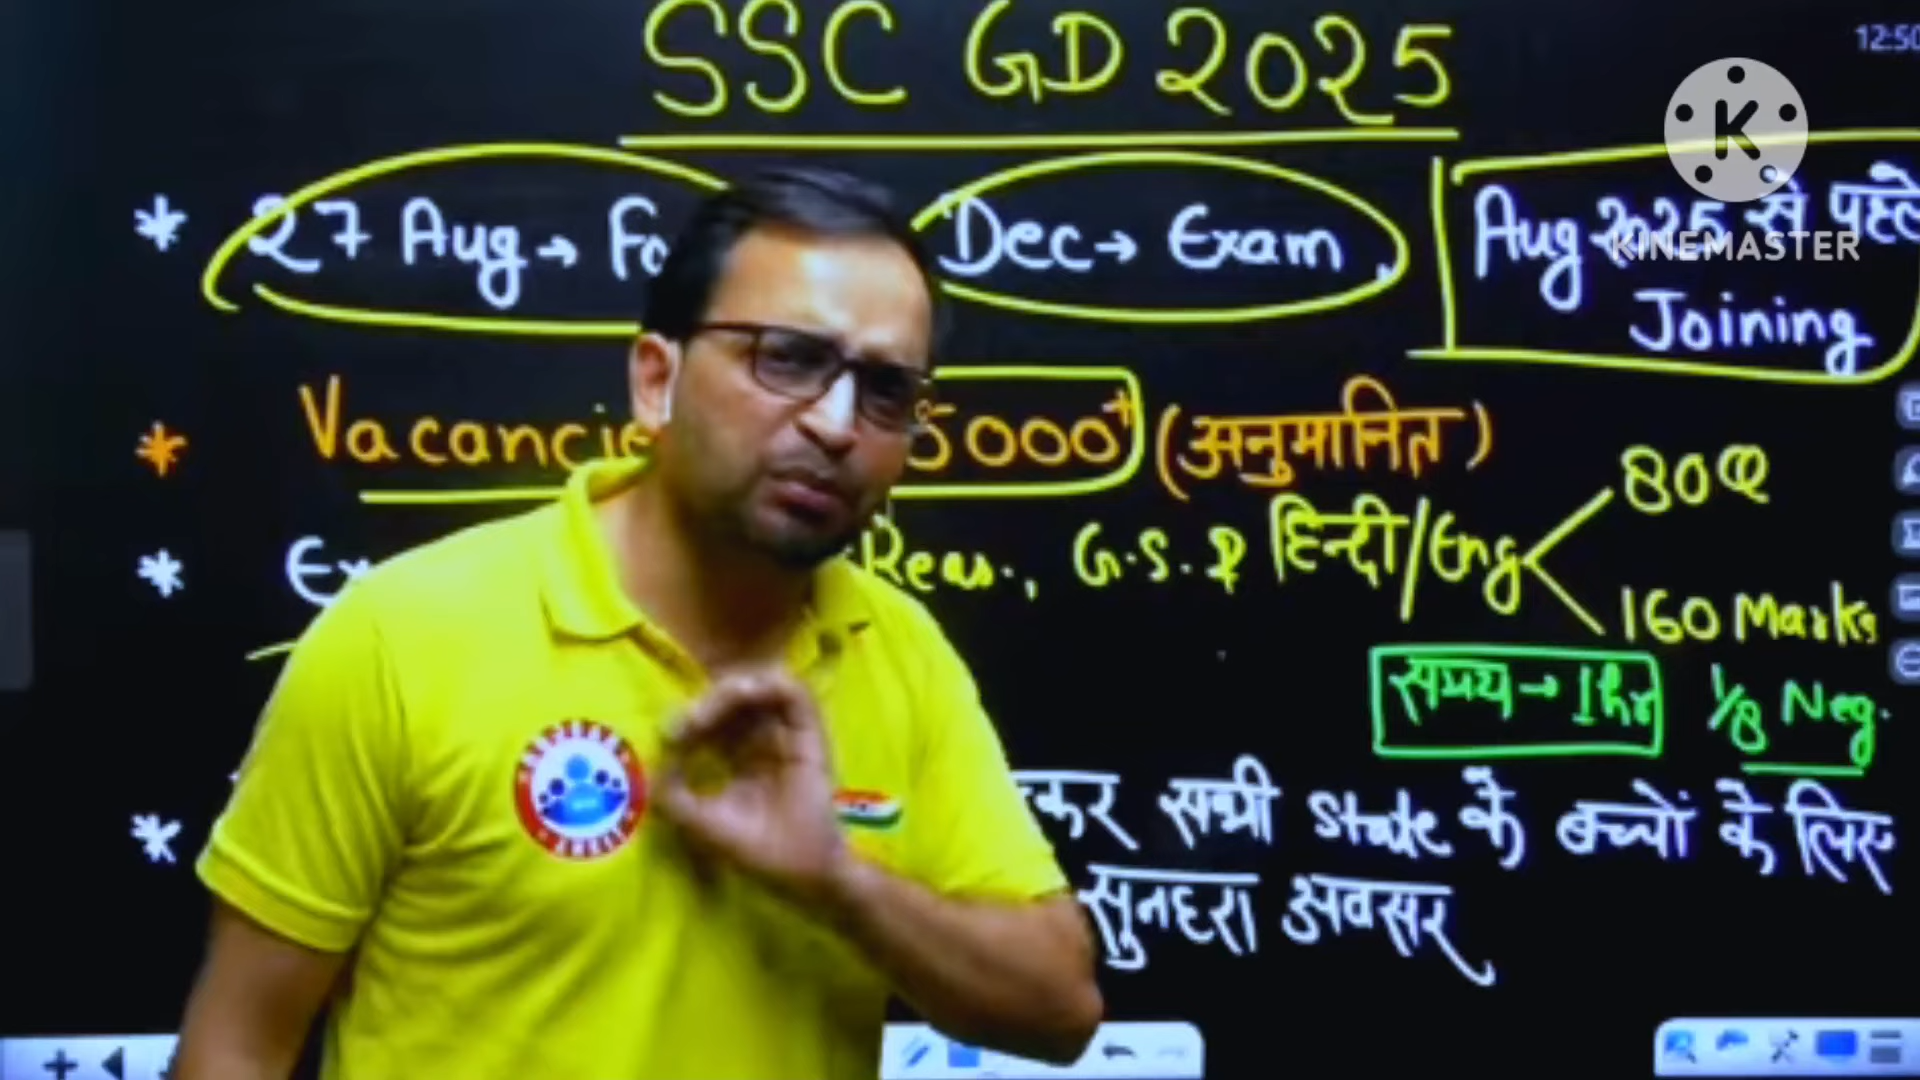 SSC GD 2025
12:50
* 27 Aug → Fo Dec → Exam, Aug 2025 से पहले
KINEMASTER
Joining
* Vacancie 5000+ (अनुमानित)
80Q
* Ex Reas., G.S. & हिन्दी/Eng
160 Marks
समय → 1hr 1/8 Neg.
* कर सभी State के बच्चों के लिए
सुनहरा अवसर